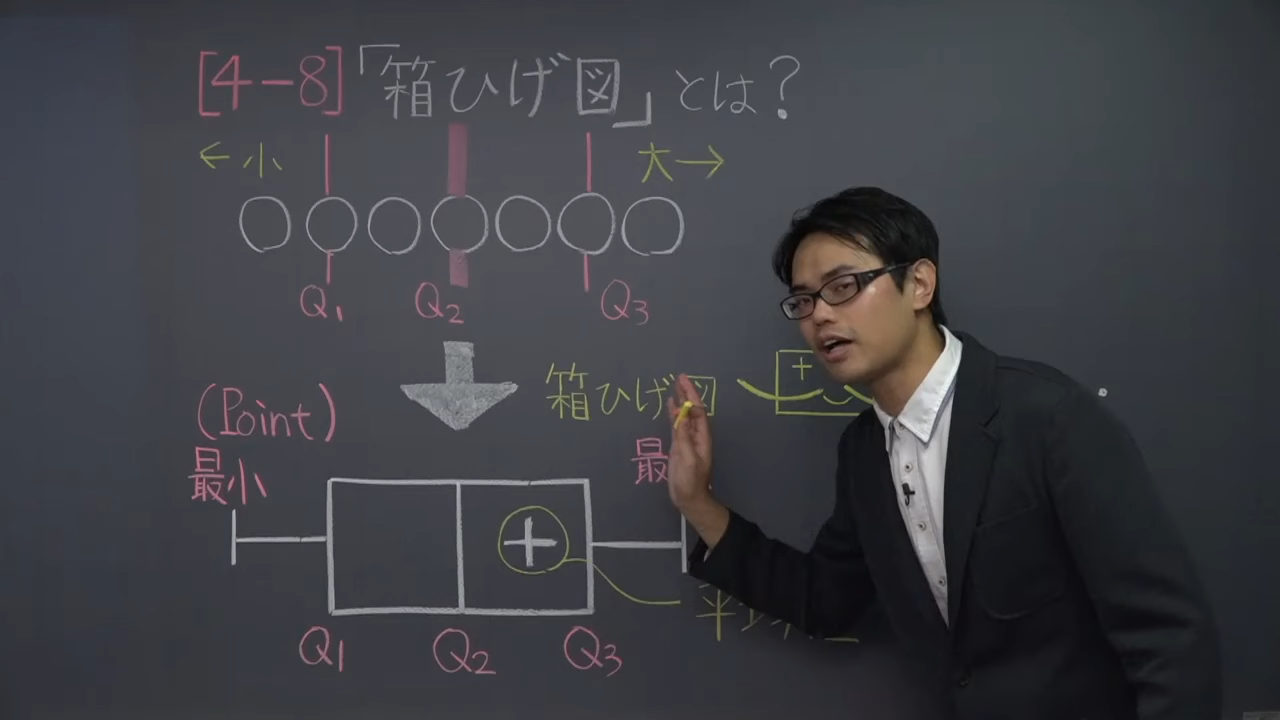 [4-8]「箱ひげ図」とは?
← 小 大 →
Q1 Q2 Q3
箱ひげ図
(Point)
最小 最
+
+
Q1 Q2 Q3